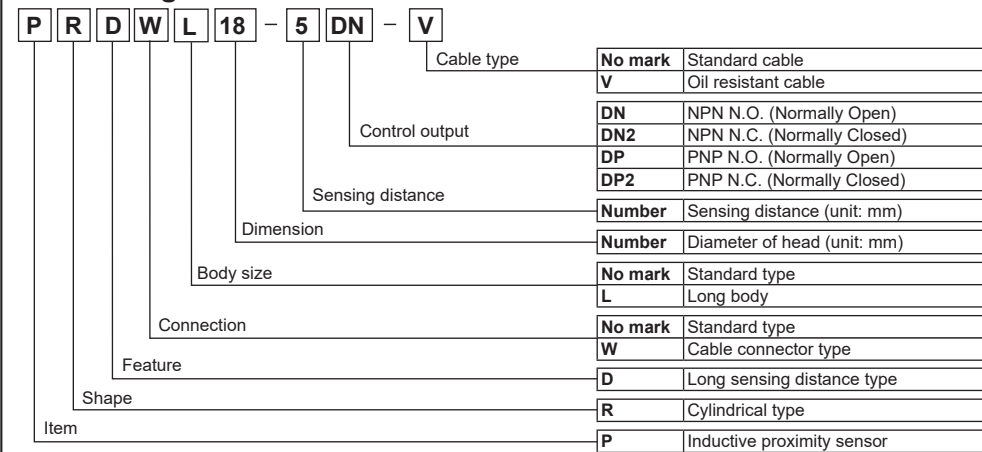 P R D W L 18 – 5 DN – V
Cable type No mark Standard cable
V Oil resistant cable
DN NPN N.O. (Normally Open)
Control output DN2 NPN N.C. (Normally Closed)
DP PNP N.O. (Normally Open)
DP2 PNP N.C. (Normally Closed)
Sensing distance
Number Sensing distance (unit: mm)
Dimension
Number Diameter of head (unit: mm)
Body size No mark Standard type
L Long body
Connection No mark Standard type
W Cable connector type
Feature
D Long sensing distance type
Shape
R Cylindrical type
Item
P Inductive proximity sensor